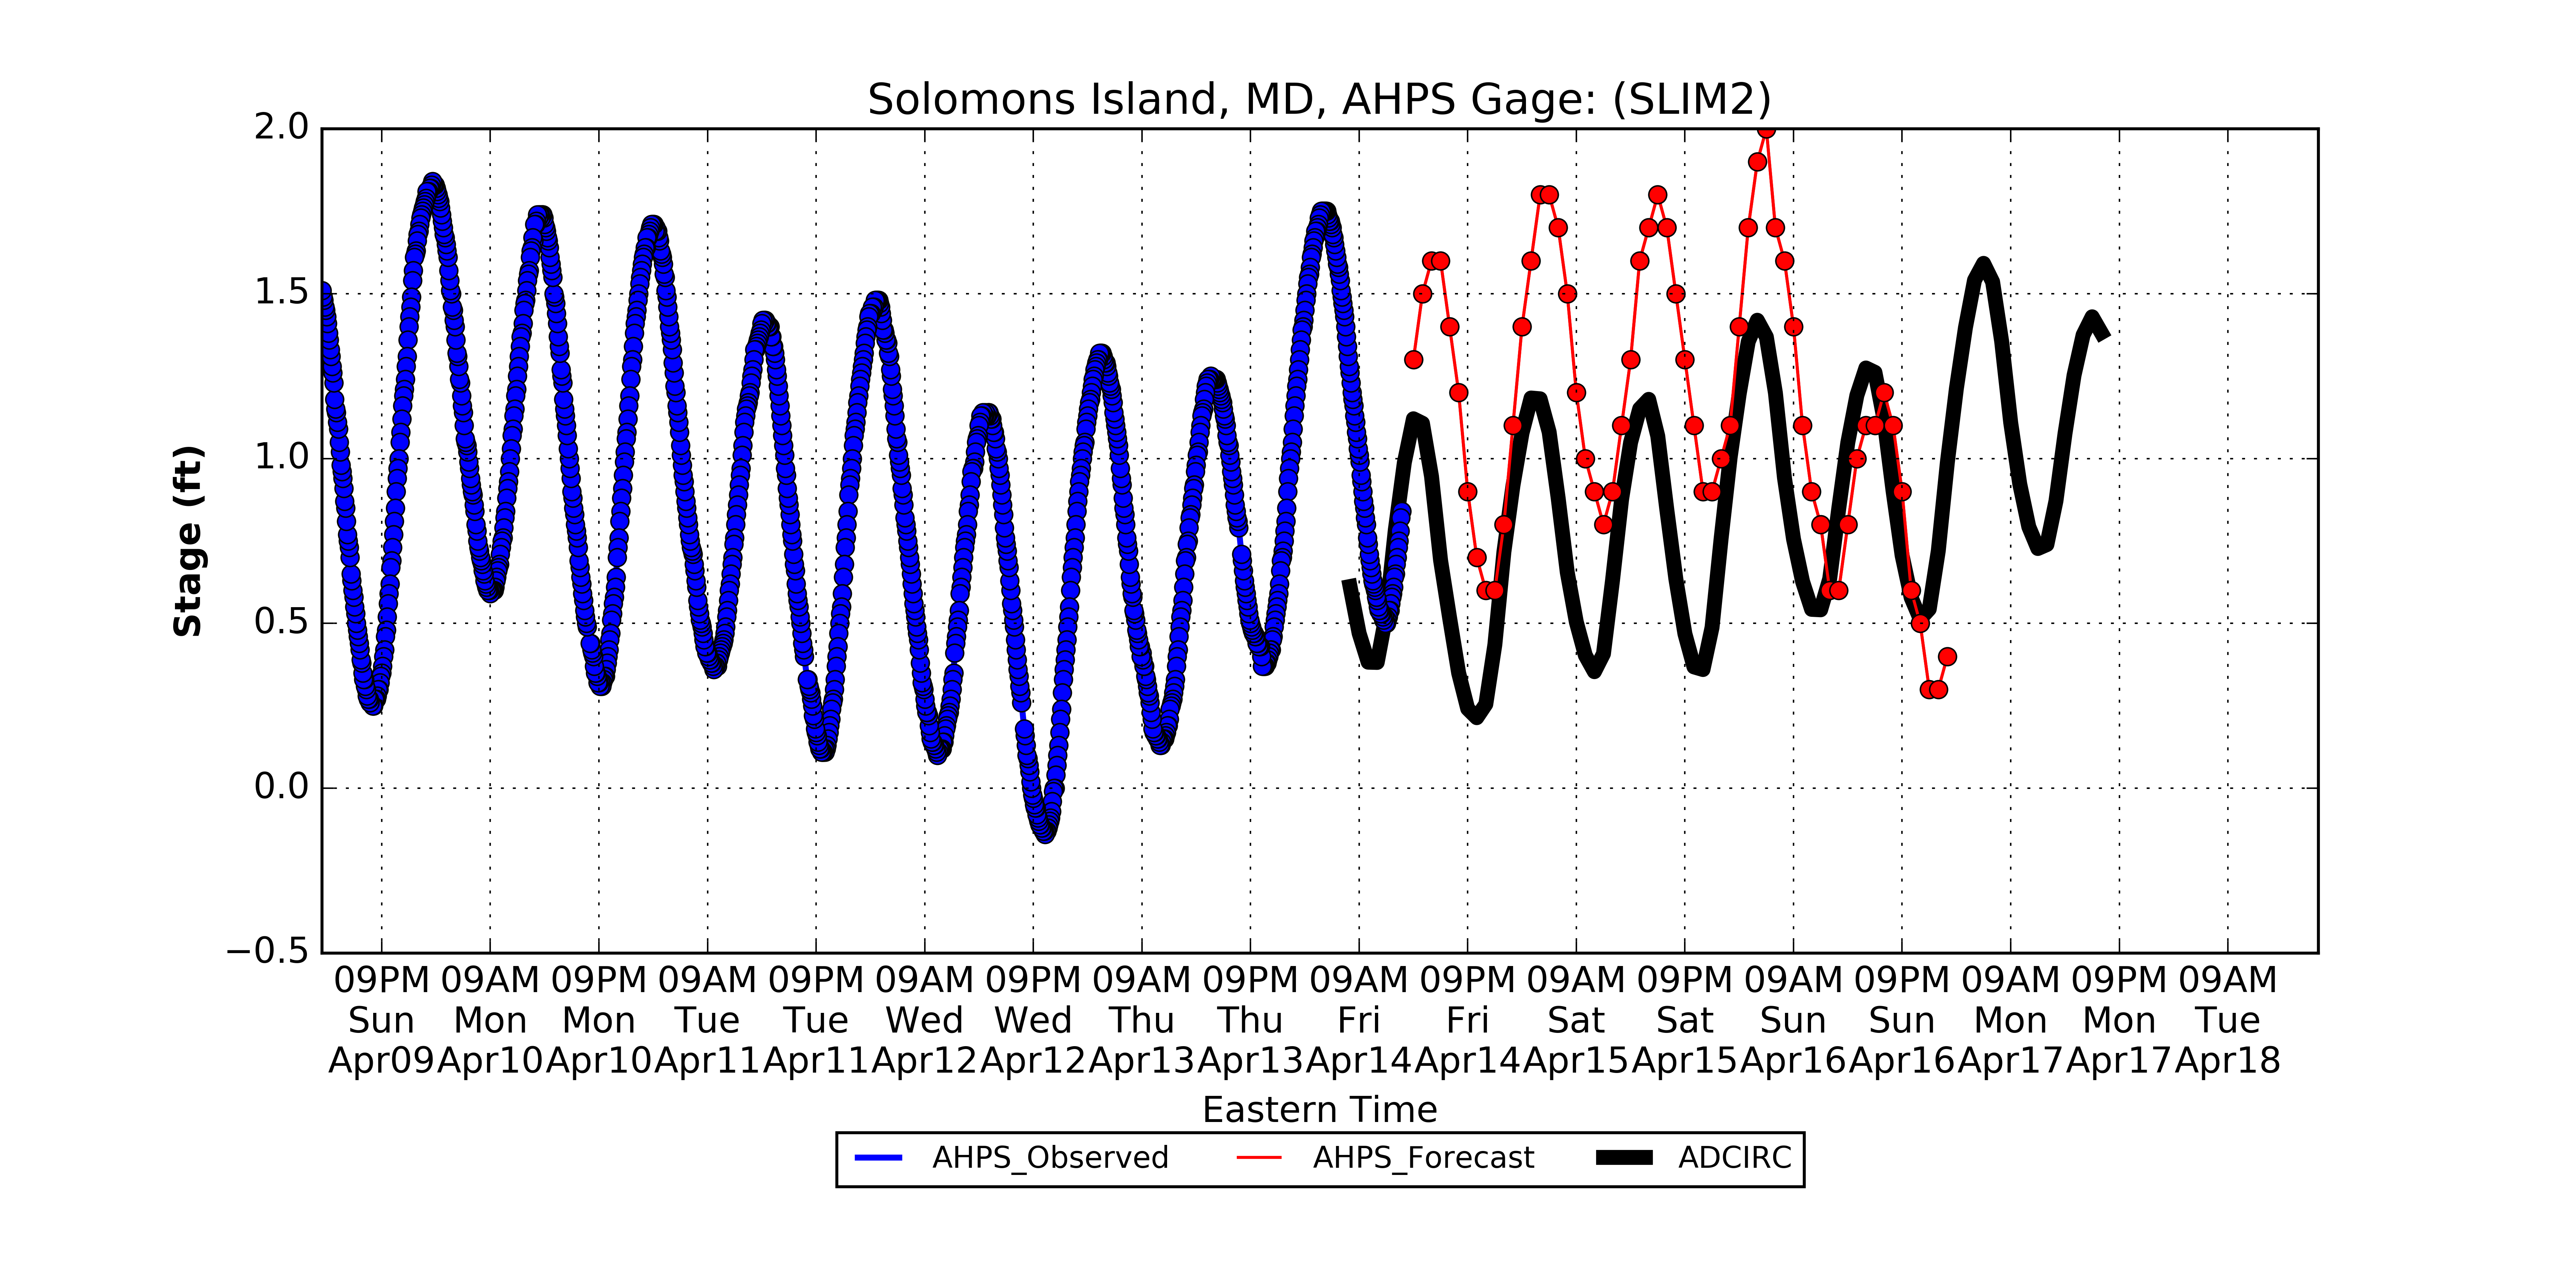 Solomons Island, MD, AHPS Gage: (SLIM2)
2.0
1.5
1.0
0.5
0.0
−0.5
Stage (ft)
09PM 09AM 09PM 09AM 09PM 09AM 09PM 09AM 09PM 09AM 09PM 09AM 09PM 09AM 09PM 09AM 09PM 09AM
Sun Mon Mon Tue Tue Wed Wed Thu Thu Fri Fri Sat Sat Sun Sun Mon Mon Tue
Apr09 Apr10 Apr10 Apr11 Apr11 Apr12 Apr12 Apr13 Apr13 Apr14 Apr14 Apr15 Apr15 Apr16 Apr16 Apr17 Apr17 Apr18
Eastern Time
AHPS_Observed AHPS_Forecast ADCIRC